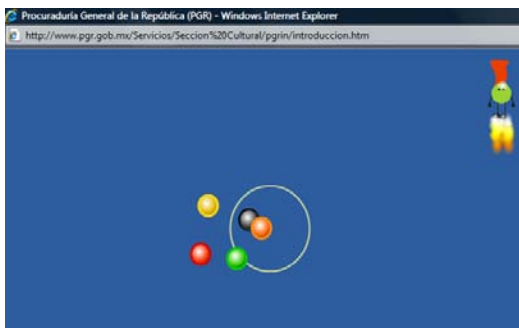 Procuraduría General de la República (PGR) - Windows Internet Explorer
http://www.pgr.gob.mx/Servicios/Seccion%20Cultural/pgrin/introduccion.htm